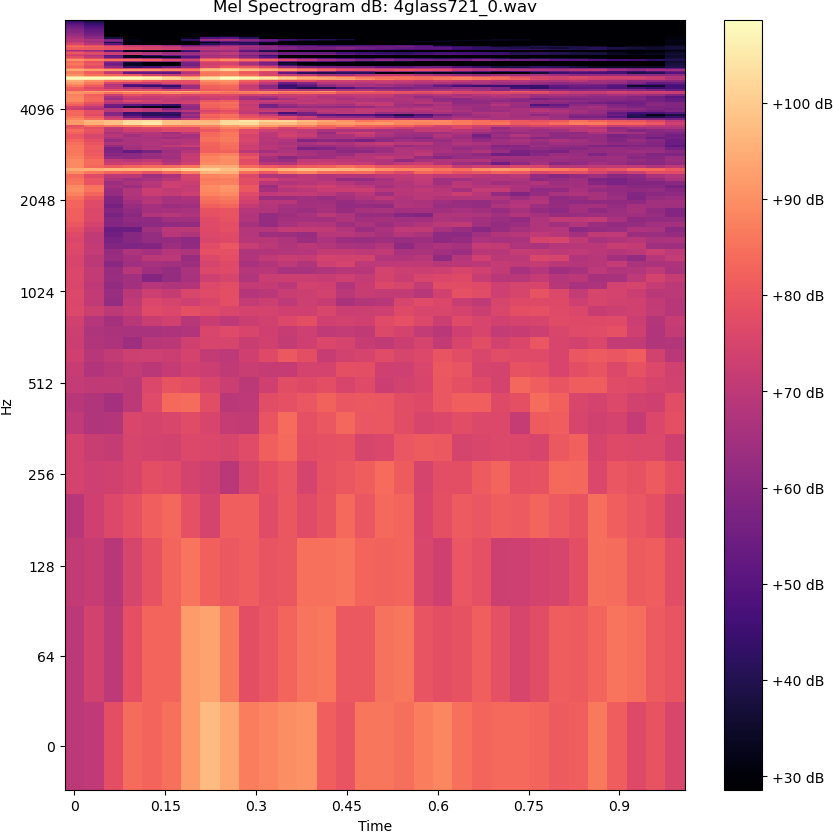 Mel Spectrogram dB: 4glass721_0.wav
4096
2048
1024
512
256
128
64
0
Hz
0
0.15
0.3
0.45
0.6
0.75
0.9
Time
+100 dB
+90 dB
+80 dB
+70 dB
+60 dB
+50 dB
+40 dB
+30 dB